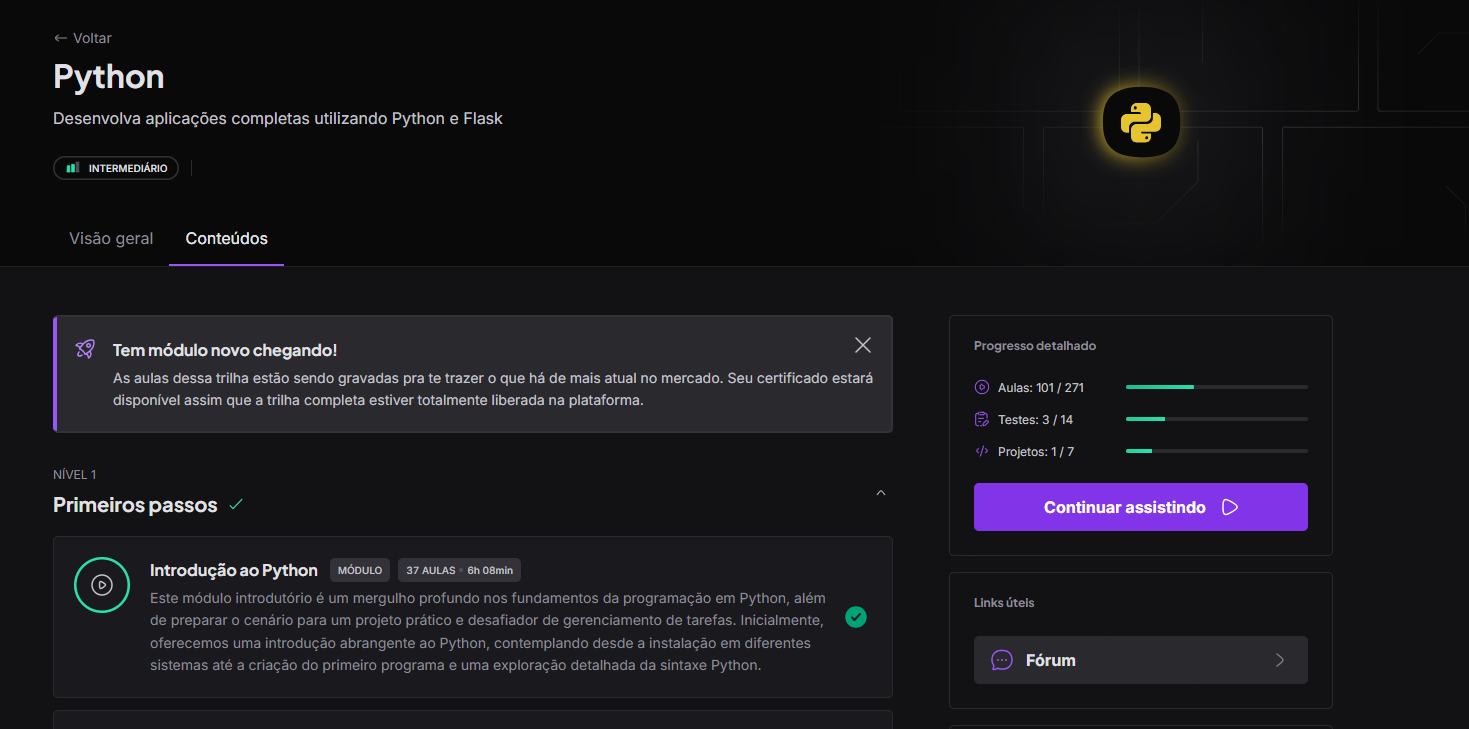 ← Voltar
Python
Desenvolva aplicações completas utilizando Python e Flask
INTERMEDIÁRIO
Visão geral
Conteúdos
Tem módulo novo chegando!
As aulas dessa trilha estão sendo gravadas pra te trazer o que há de mais atual no mercado. Seu certificado estará
disponível assim que a trilha completa estiver totalmente liberada na plataforma.
NÍVEL 1
Primeiros passos
Introdução ao Python MÓDULO 37 AULAS • 6h 08min
Este módulo introdutório é um mergulho profundo nos fundamentos da programação em Python, além
de preparar o cenário para um projeto prático e desafiador de gerenciamento de tarefas. Inicialmente,
oferecemos uma introdução abrangente ao Python, contemplando desde a instalação em diferentes
sistemas até a criação do primeiro programa e uma exploração detalhada da sintaxe Python.
Progresso detalhado
Aulas: 101 / 271
Testes: 3 / 14
Projetos: 1 / 7
Continuar assistindo
Links úteis
Fórum